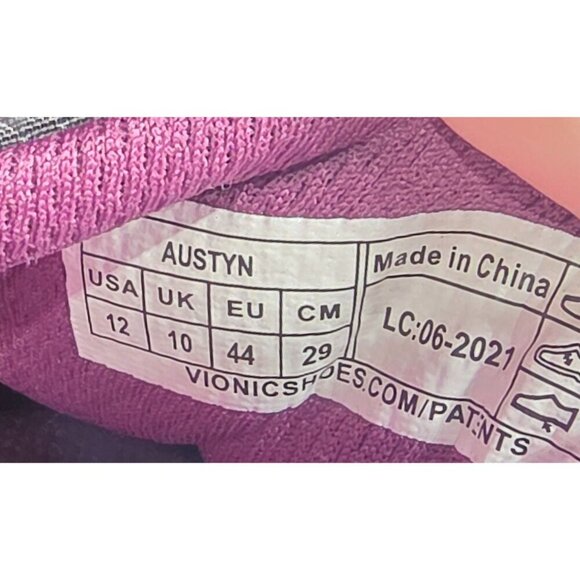 AUSTYN
USA UK EU CM
12 10 44 29
Made in China
LC:06-2021
VIONICSHOES.COM/PATENTS